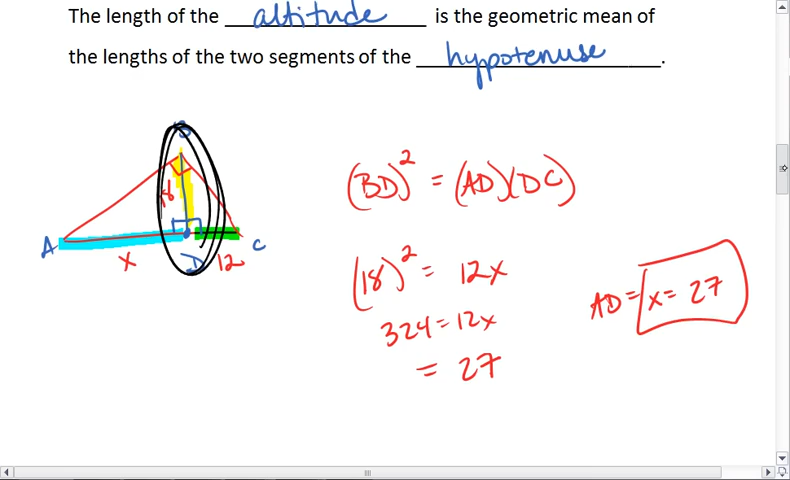 The length of the altitude is the geometric mean of
the lengths of the two segments of the hypotenuse.
B
18
A
x
D
12
C
(BD)² = (AD)(DC)
(18)² = 12x
324 = 12x
= 27
AD = x = 27